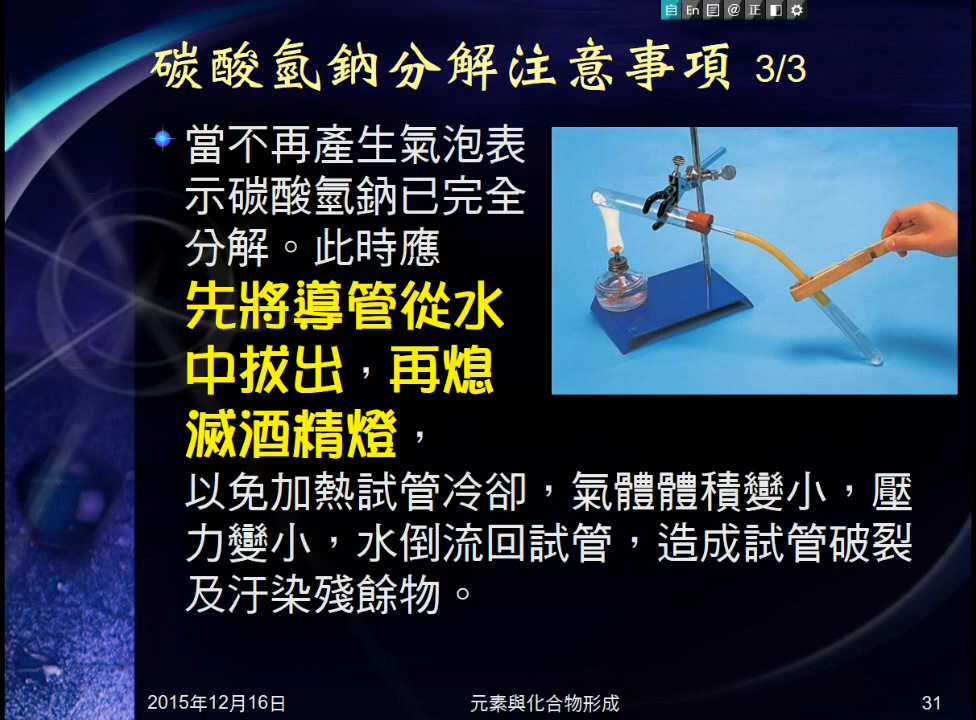 自 En @ 正
碳酸氫鈉分解注意事項 3/3
當不再產生氣泡表
示碳酸氫鈉已完全
分解。此時應
先將導管從水
中拔出，再熄
滅酒精燈，
以免加熱試管冷卻，氣體體積變小，壓
力變小，水倒流回試管，造成試管破裂
及汙染殘餘物。
2015年12月16日 元素與化合物形成 31